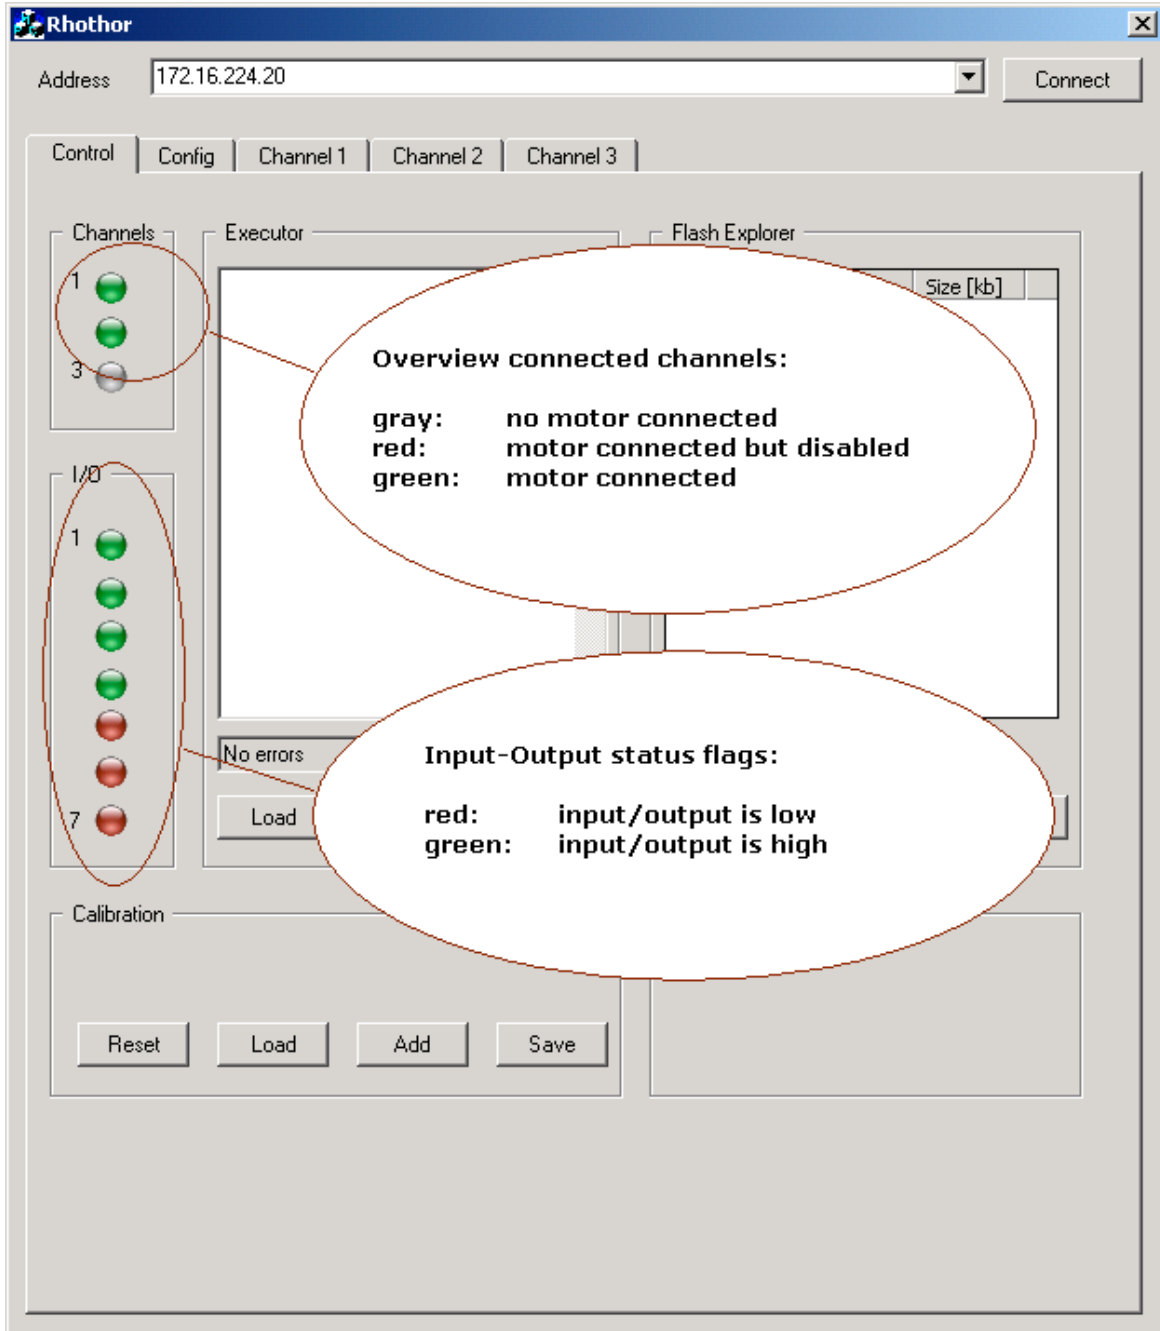 Rhothor
Address 172.16.224.20 Connect
Control Config Channel 1 Channel 2 Channel 3
Channels Executor Flash Explorer
1
3
Size [kb]
Overview connected channels:
gray: no motor connected
red: motor connected but disabled
green: motor connected
I/O
1
7
No errors
Load
Input-Output status flags:
red: input/output is low
green: input/output is high
Calibration
Reset Load Add Save